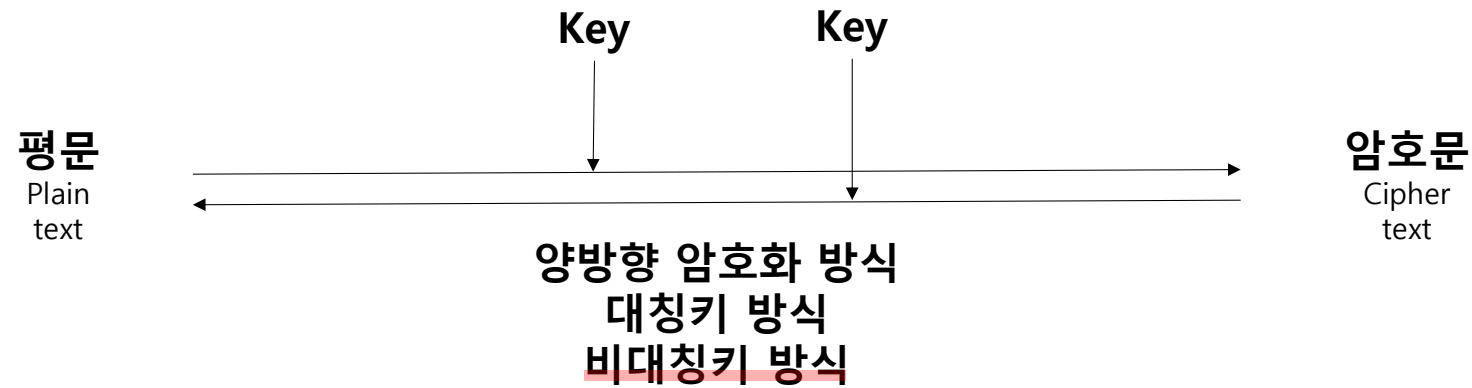 Key
Key
평문
Plain
text
암호문
Cipher
text
양방향 암호화 방식
대칭키 방식
비대칭키 방식